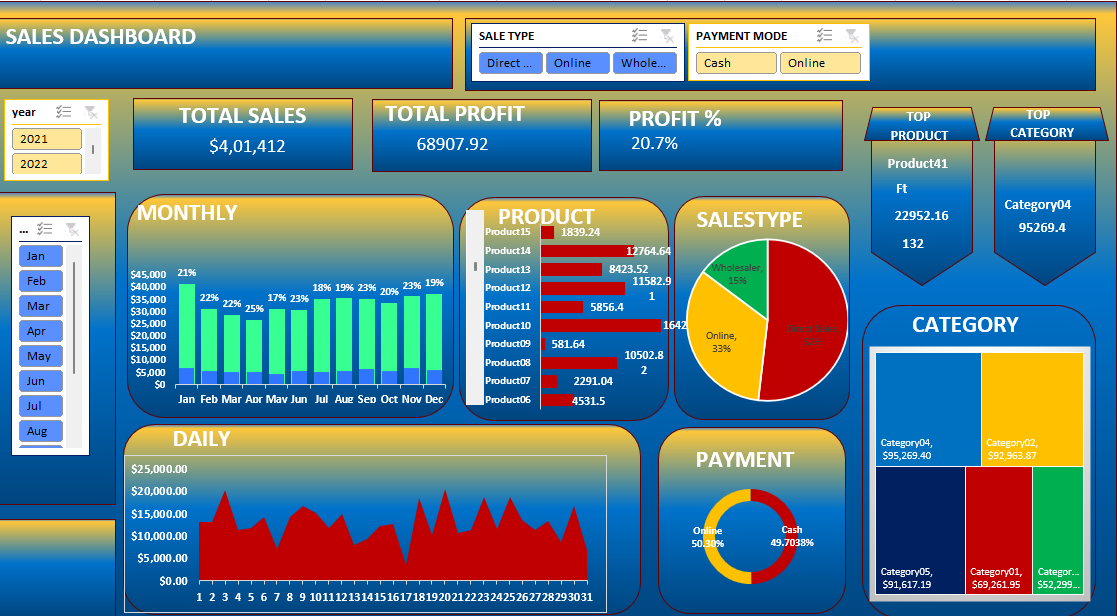 SALES DASHBOARD
SALE TYPE
Direct ...
Online
Whole...
PAYMENT MODE
Cash
Online
year
2021
2022
TOTAL SALES
$4,01,412
TOTAL PROFIT
68907.92
PROFIT %
20.7%
TOP
PRODUCT
Product41
Ft
22952.16
132
TOP
CATEGORY
Category04
95269.4
...
Jan
Feb
Mar
Apr
May
Jun
Jul
Aug
MONTHLY
$45,000
$40,000
$35,000
$30,000
$25,000
$20,000
$15,000
$10,000
$5,000
$0
21%
22%
22%
25%
17%
23%
18%
19%
23%
20%
23%
19%
Jan Feb Mar Apr May Jun Jul Aug Sep Oct Nov Dec
PRODUCT
Product15 1839.24
Product14 12764.64
Product13 8423.52
Product12 11582.9
1
Product11 5856.4
Product10 1642
Product09 581.64
Product08 10502.8
2
Product07 2291.04
Product06 4531.5
SALESTYPE
Wholesaler,
15%
Online,
33%
52%
CATEGORY
Category04,
$95,269.40
Category02,
$92,963.87
Category05,
$91,617.19
Category01,
$69,261.95
Categor...
$52,299...
DAILY
$25,000.00
$20,000.00
$15,000.00
$10,000.00
$5,000.00
$0.00
1 2 3 4 5 6 7 8 9 10 11 12 13 14 15 16 17 18 19 20 21 22 23 24 25 26 27 28 29 30 31
PAYMENT
Online
50.30%
Cash
49.7038%